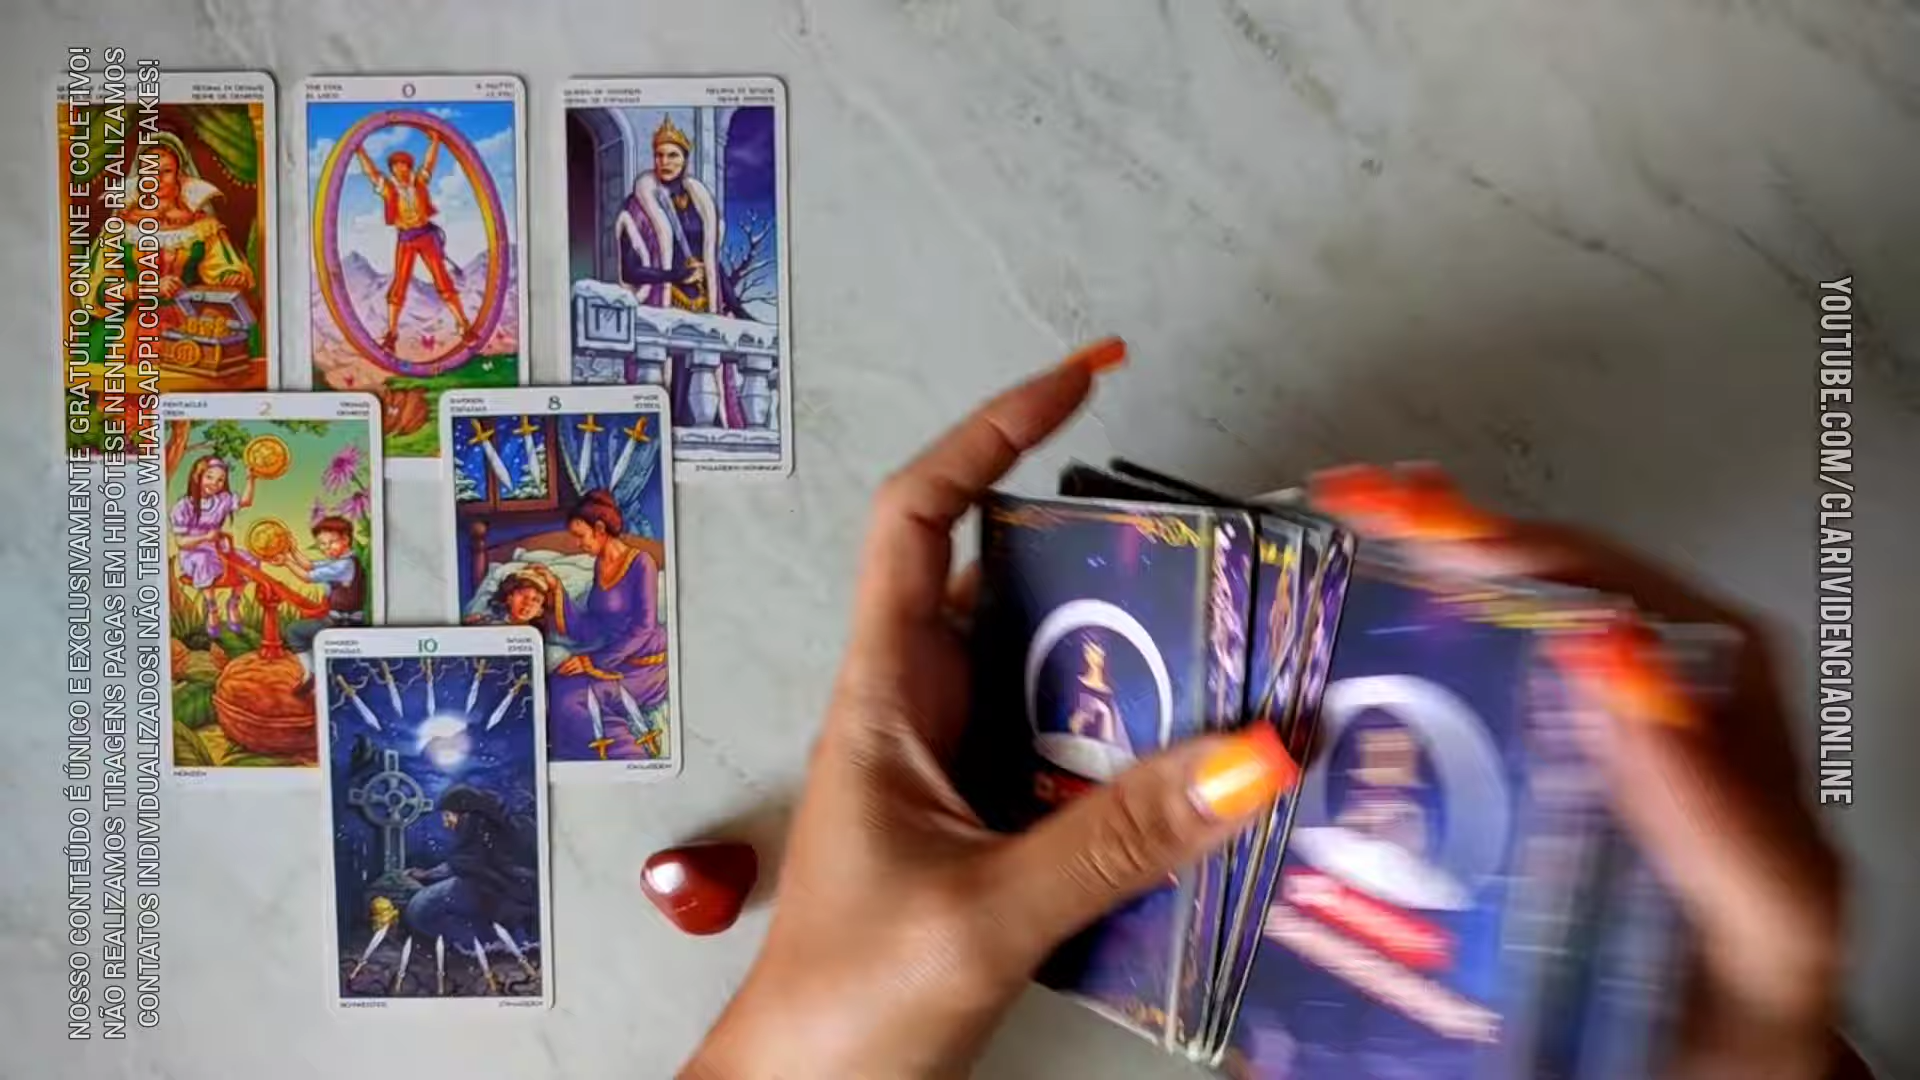 NOSSO CONTEÚDO É ÚNICO E EXCLUSIVAMENTE GRATUÍTO, ONLINE E COLETIVO!
NÃO REALIZAMOS TIRAGENS PAGAS EM HIPÓTESE NENHUMA! NÃO REALIZAMOS
CONTATOS INDIVIDUALIZADOS! NÃO TEMOS WHATSAPP! CUIDADO COM FAKES!
0
2
8
10
YOUTUBE.COM/CLARIVIDENCIAONLINE